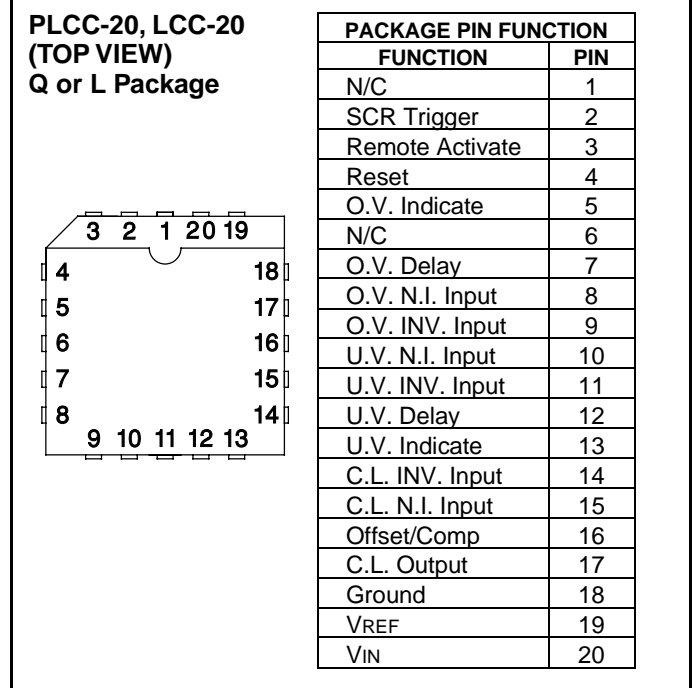 PLCC-20, LCC-20
(TOP VIEW)
Q or L Package
3 2 1 20 19
4 18
5 17
6 16
7 15
8 14
9 10 11 12 13
PACKAGE PIN FUNCTION
FUNCTION PIN
N/C 1
SCR Trigger 2
Remote Activate 3
Reset 4
O.V. Indicate 5
N/C 6
O.V. Delay 7
O.V. N.I. Input 8
O.V. INV. Input 9
U.V. N.I. Input 10
U.V. INV. Input 11
U.V. Delay 12
U.V. Indicate 13
C.L. INV. Input 14
C.L. N.I. Input 15
Offset/Comp 16
C.L. Output 17
Ground 18
VREF 19
VIN 20